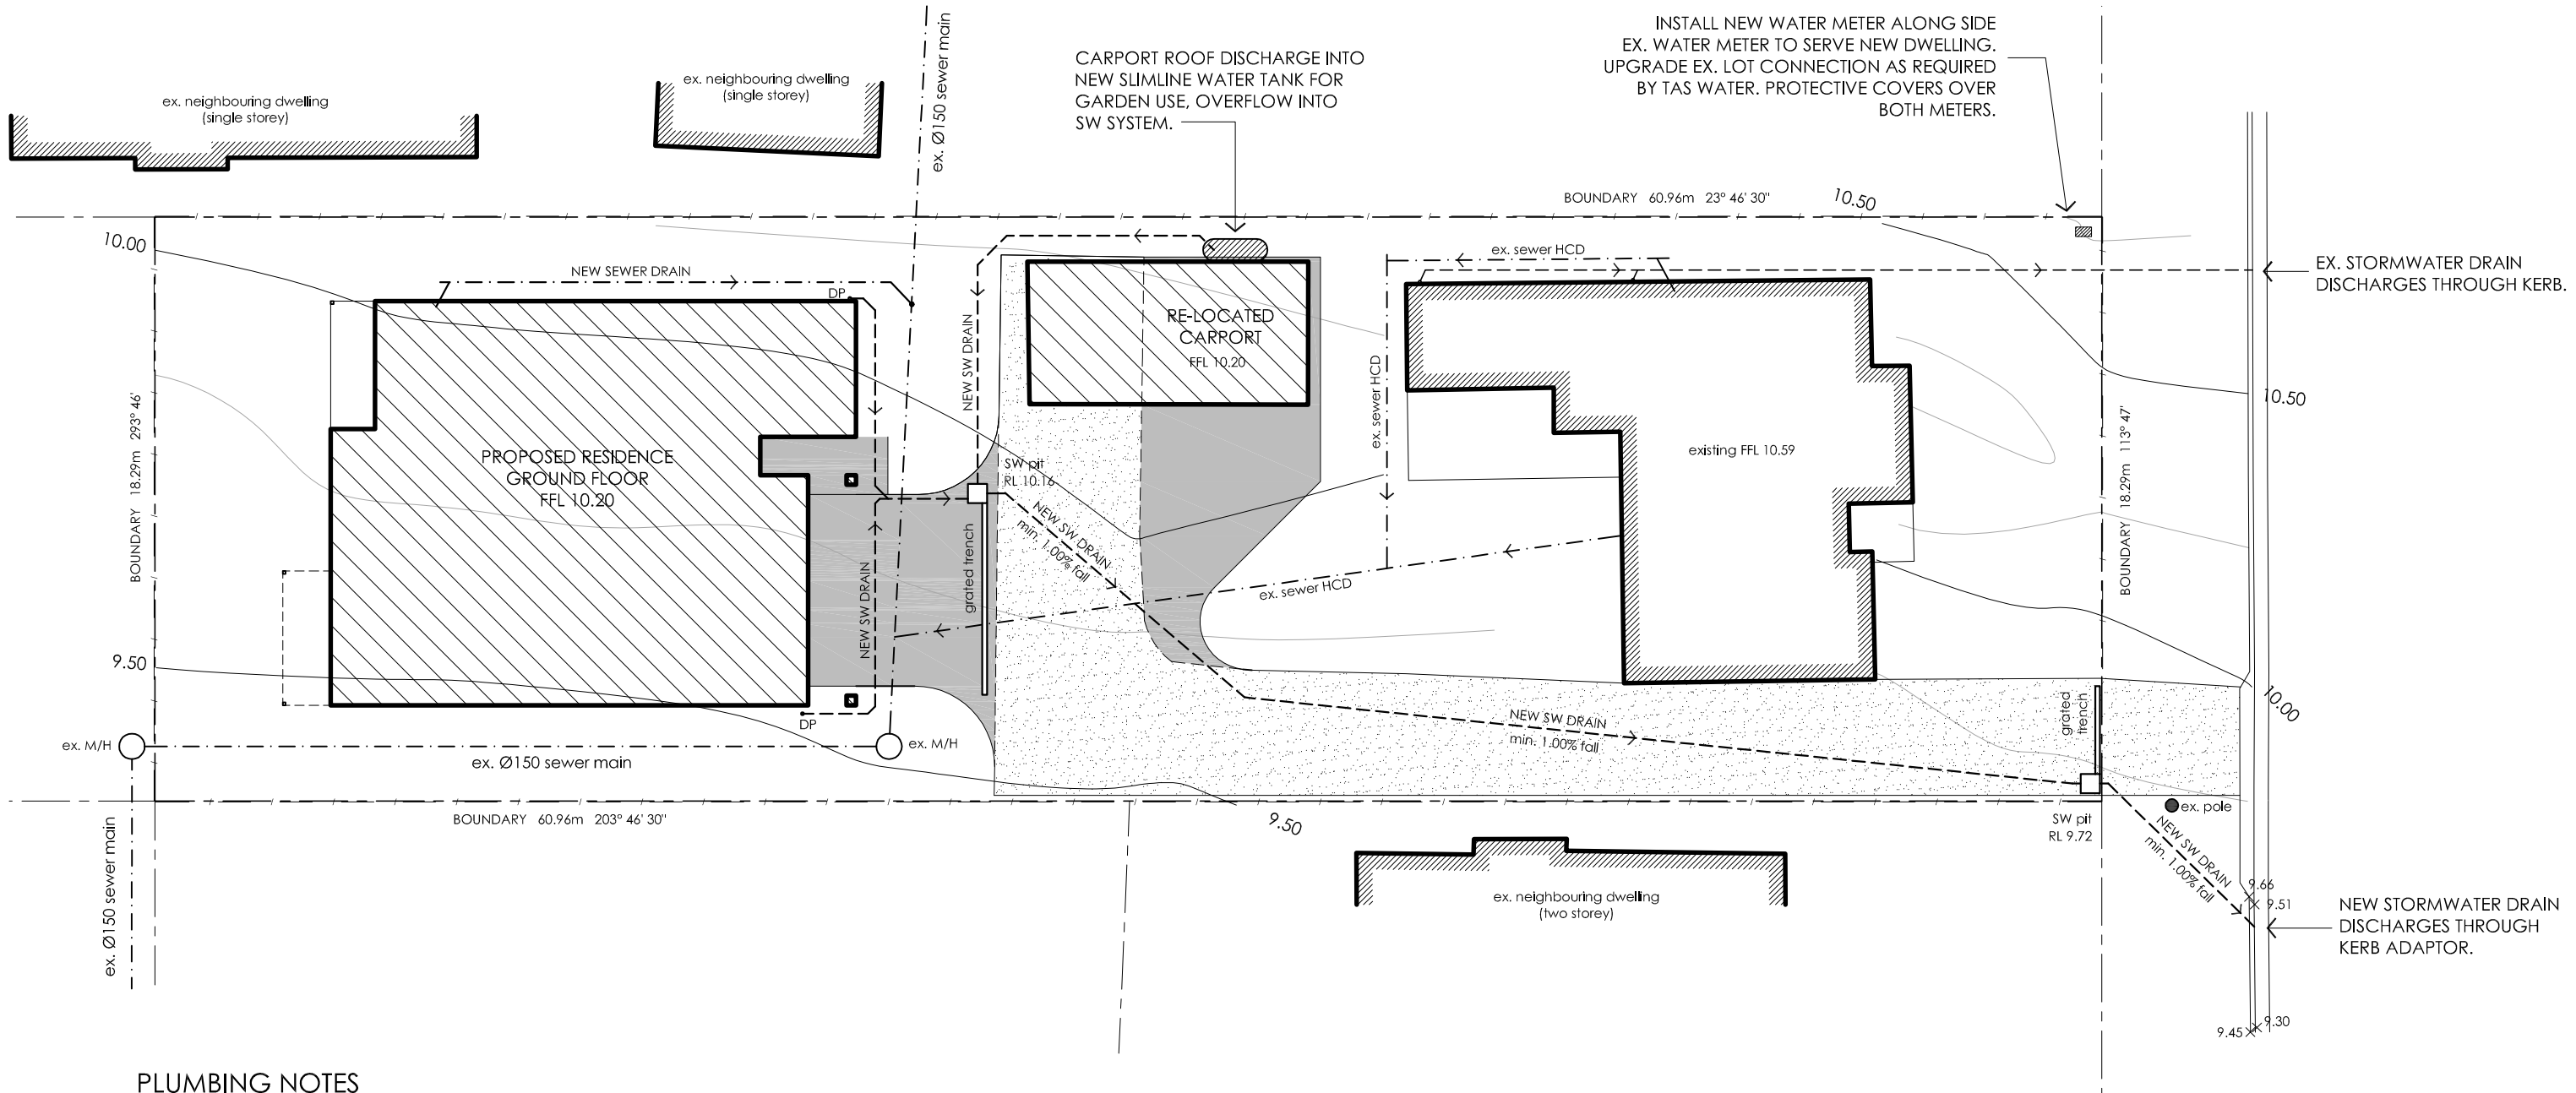 INSTALL NEW WATER METER ALONG SIDE
EX. WATER METER TO SERVE NEW DWELLING.
UPGRADE EX. LOT CONNECTION AS REQUIRED
BY TAS WATER. PROTECTIVE COVERS OVER
BOTH METERS.
CARPORT ROOF DISCHARGE INTO
NEW SLIMLINE WATER TANK FOR
GARDEN USE, OVERFLOW INTO
SW SYSTEM.
ex. neighbouring dwelling
(single storey)
ex. neighbouring dwelling
(single storey)
ex. Ø150 sewer main
BOUNDARY 60.96m 23° 46' 30"
10.50
10.00
ex. sewer HCD
NEW SEWER DRAIN
DP
EX. STORMWATER DRAIN
DISCHARGES THROUGH KERB.
NEW SW DRAIN
RE-LOCATED
CARPORT
FFL 10.20
ex. sewer HCD
10.50
BOUNDARY 18.29m 293° 46'
PROPOSED RESIDENCE
GROUND FLOOR
FFL 10.20
SW pit
RL 10.16
existing FFL 10.59
BOUNDARY 18.29m 113° 47'
NEW SW DRAIN
min. 1.00% fall
grated trench
NEW SW DRAIN
ex. sewer HCD
9.50
10.00
grated
trench
NEW SW DRAIN
min. 1.00% fall
DP
ex. M/H
ex. M/H
ex. Ø150 sewer main
BOUNDARY 60.96m 203° 46' 30"
9.50
SW pit
RL 9.72
ex. pole
NEW SW DRAIN
min. 1.00% fall
9.66
9.51
ex. neighbouring dwelling
(two storey)
NEW STORMWATER DRAIN
DISCHARGES THROUGH
KERB ADAPTOR.
ex. Ø150 sewer main
9.45
9.30
PLUMBING NOTES